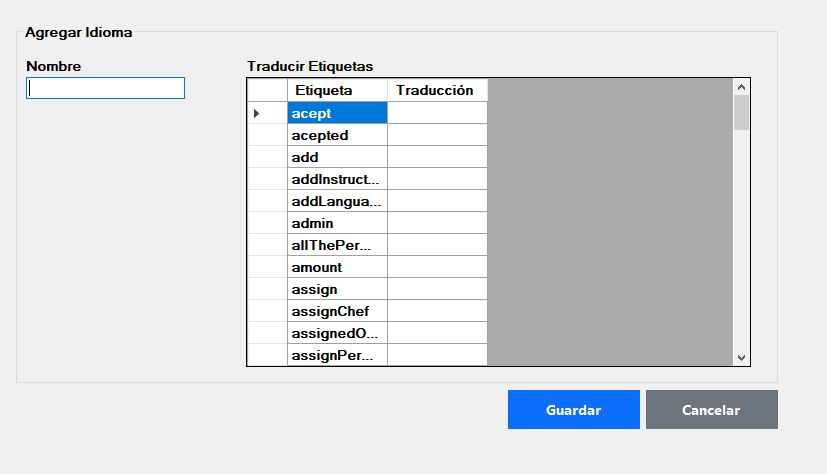 Agregar Idioma
Nombre
Traducir Etiquetas
Etiqueta Traducción
acept
acepted
add
addInstruct...
addLangua...
admin
allThePer...
amount
assign
assignChef
assignedO...
assignPer...
Guardar Cancelar